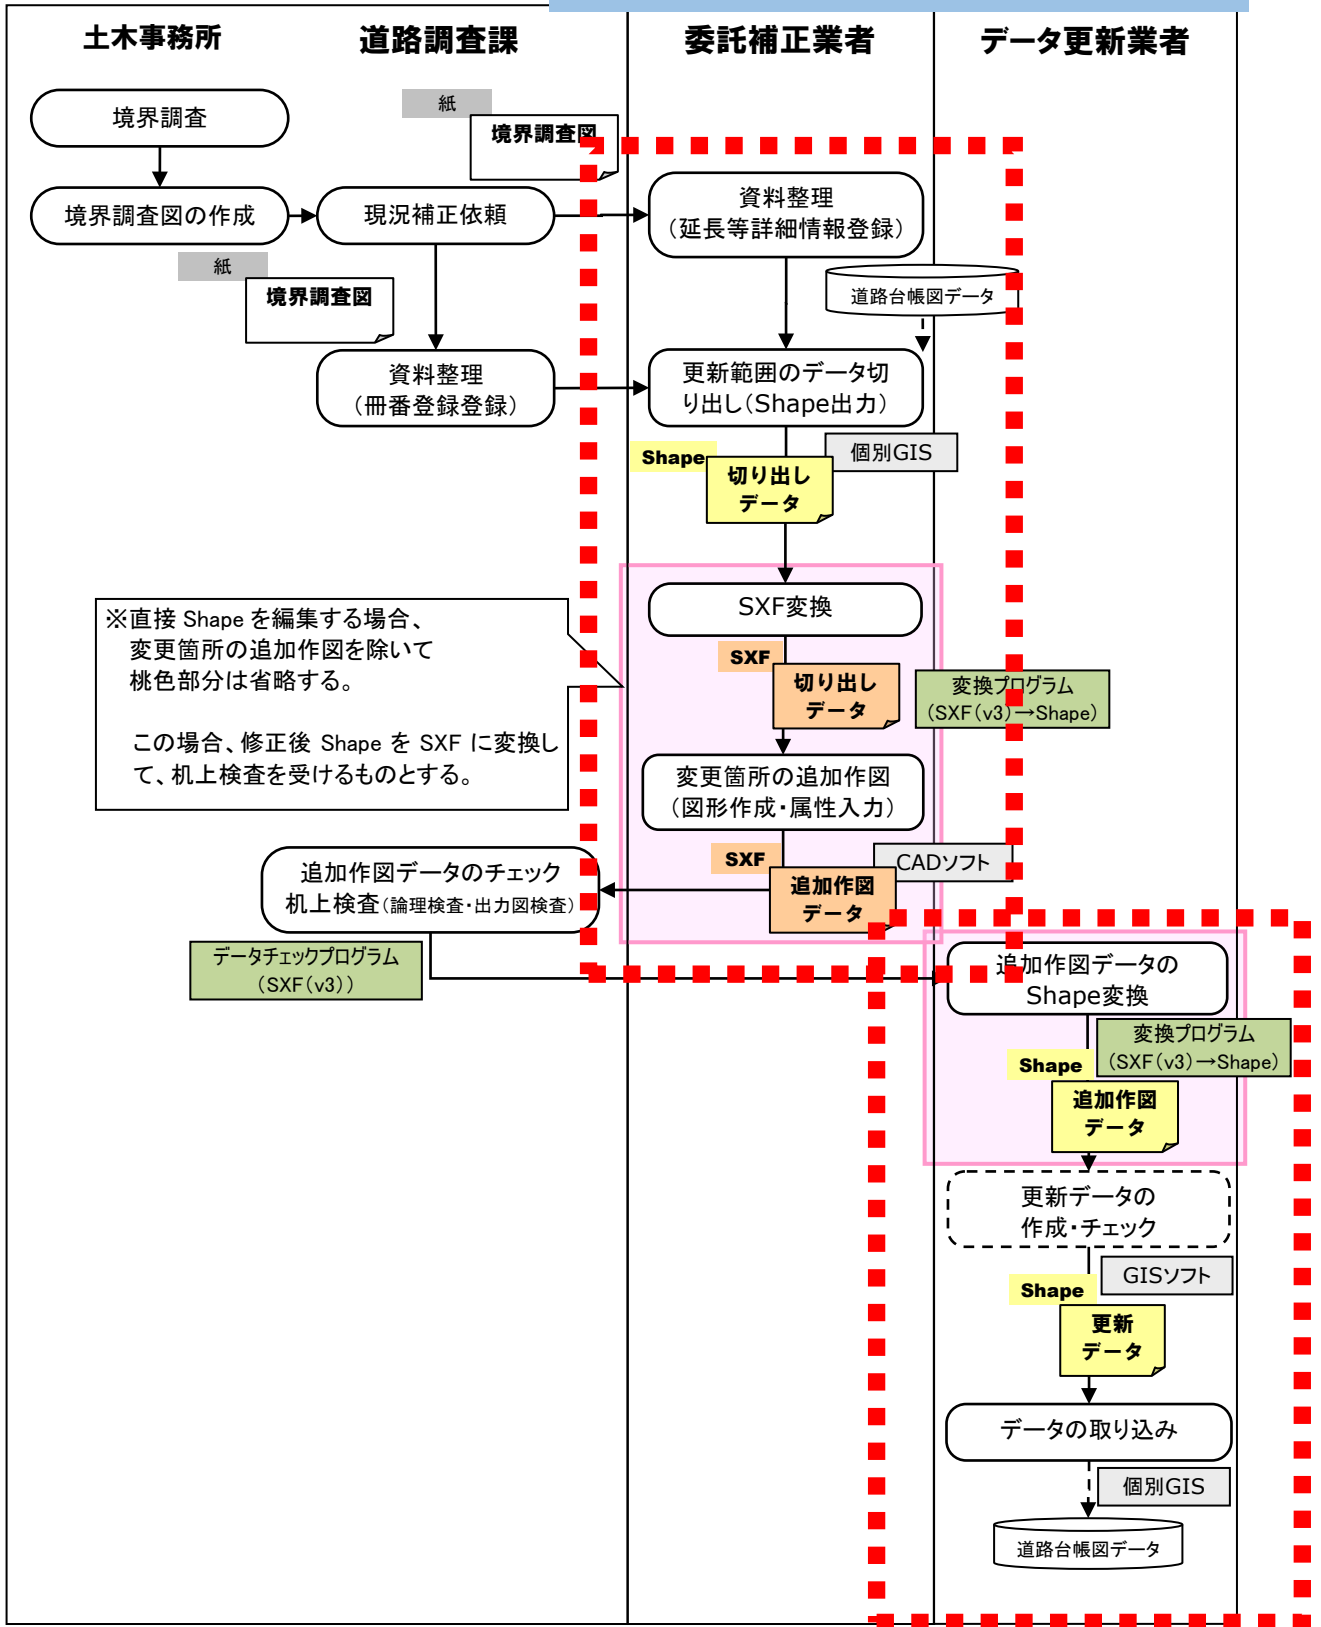 土木事務所
道路調査課
委託補正業者
データ更新業者
境界調査
紙
境界調査図
境界調査図の作成
現況補正依頼
資料整理
（延長等詳細情報登録）
紙
境界調査図
道路台帳図データ
資料整理
（冊番登録登録）
更新範囲のデータ切
り出し（Shape出力）
個別GIS
Shape
切り出し
データ
SXF変換
※直接 Shape を編集する場合、
変更箇所の追加作図を除いて
桃色部分は省略する。
この場合、修正後 Shape を SXF に変換し
て、机上検査を受けるものとする。
SXF
切り出し
データ
変換プログラム
（SXF（v3）→Shape）
変更箇所の追加作図
（図形作成・属性入力）
SXF
追加作図
データ
CADソフト
追加作図データのチェック
机上検査（論理検査・出力図検査）
データチェックプログラム
（SXF（v3））
追加作図データの
Shape変換
変換プログラム
（SXF（v3）→Shape）
Shape
追加作図
データ
更新データの
作成・チェック
GISソフト
Shape
更新
データ
データの取り込み
個別GIS
道路台帳図データ